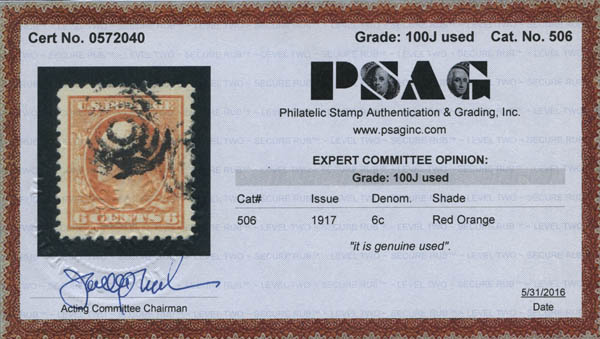 Cert No. 0572040
Grade: 100J used Cat. No. 506
PSAG
Philatelic Stamp Authentication & Grading, Inc.
www.psaginc.com
EXPERT COMMITTEE OPINION:
Grade: 100J used
Cat# Issue Denom. Shade
506 1917 6c Red Orange
"it is genuine used".
6 CENTS 6
Acting Committee Chairman
5/31/2016
Date